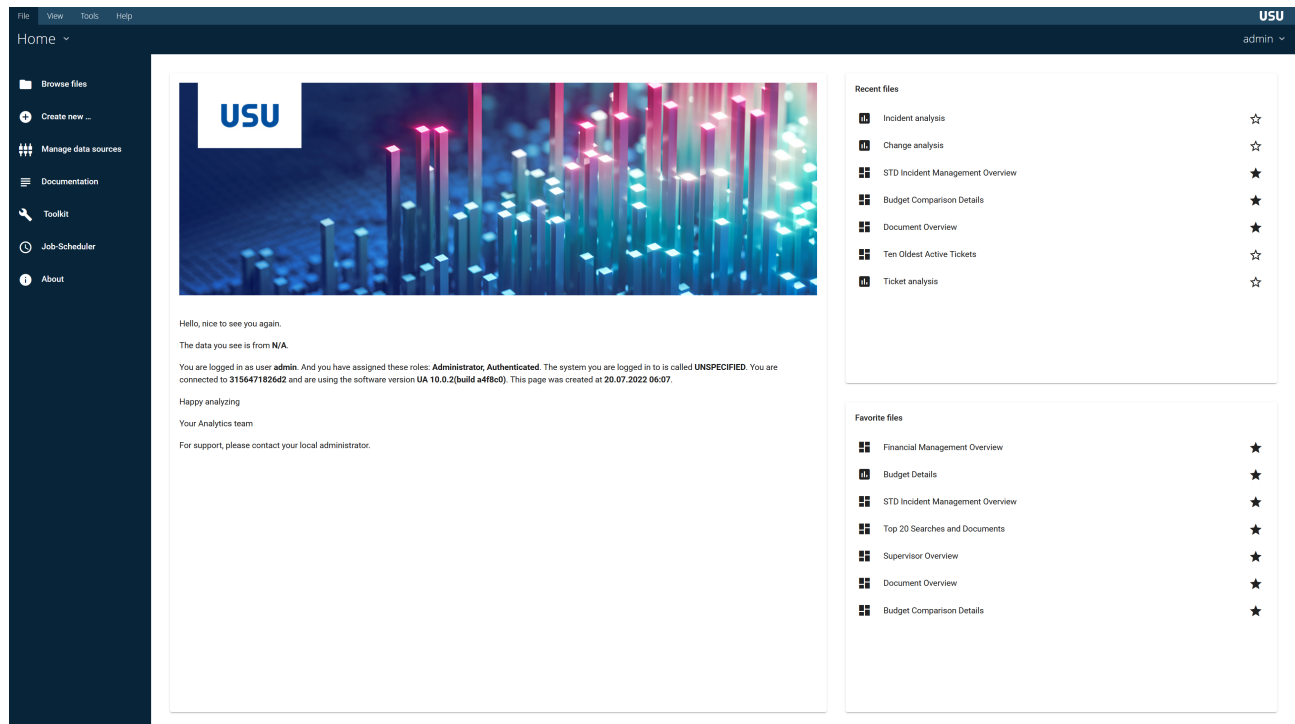 File View Tools Help
USU
Home
admin
Browse files
Create new ...
Manage data sources
Documentation
Toolkit
Job-Scheduler
About
USU
Hello, nice to see you again.
The data you see is from N/A.
You are logged in as user admin. And you have assigned these roles: Administrator, Authenticated. The system you are logged in to is called UNSPECIFIED. You are
connected to 3156471826d2 and are using the software version UA 10.0.2(build a4f8c0). This page was created at 20.07.2022 06:07.
Happy analyzing
Your Analytics team
For support, please contact your local administrator.
Recent files
Incident analysis
Change analysis
STD Incident Management Overview
Budget Comparison Details
Document Overview
Ten Oldest Active Tickets
Ticket analysis
Favorite files
Financial Management Overview
Budget Details
STD Incident Management Overview
Top 20 Searches and Documents
Supervisor Overview
Document Overview
Budget Comparison Details